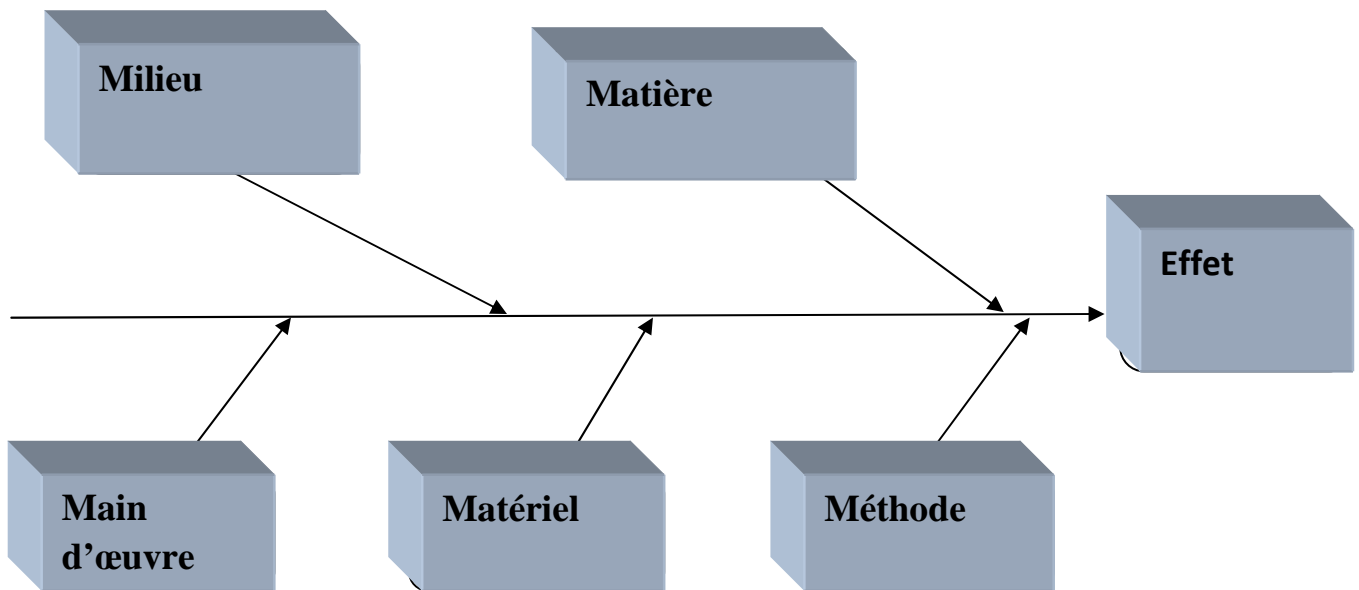 Milieu
Matière
Effet
Main
d’œuvre
Matériel
Méthode